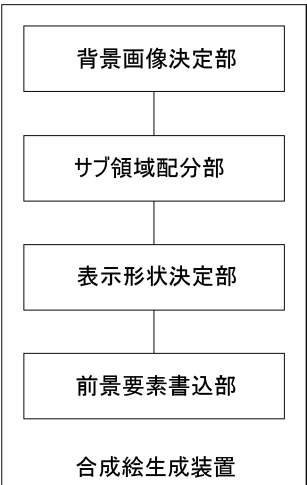 背景画像決定部
サブ領域配分部
表示形状決定部
前景要素書込部
合成絵生成装置